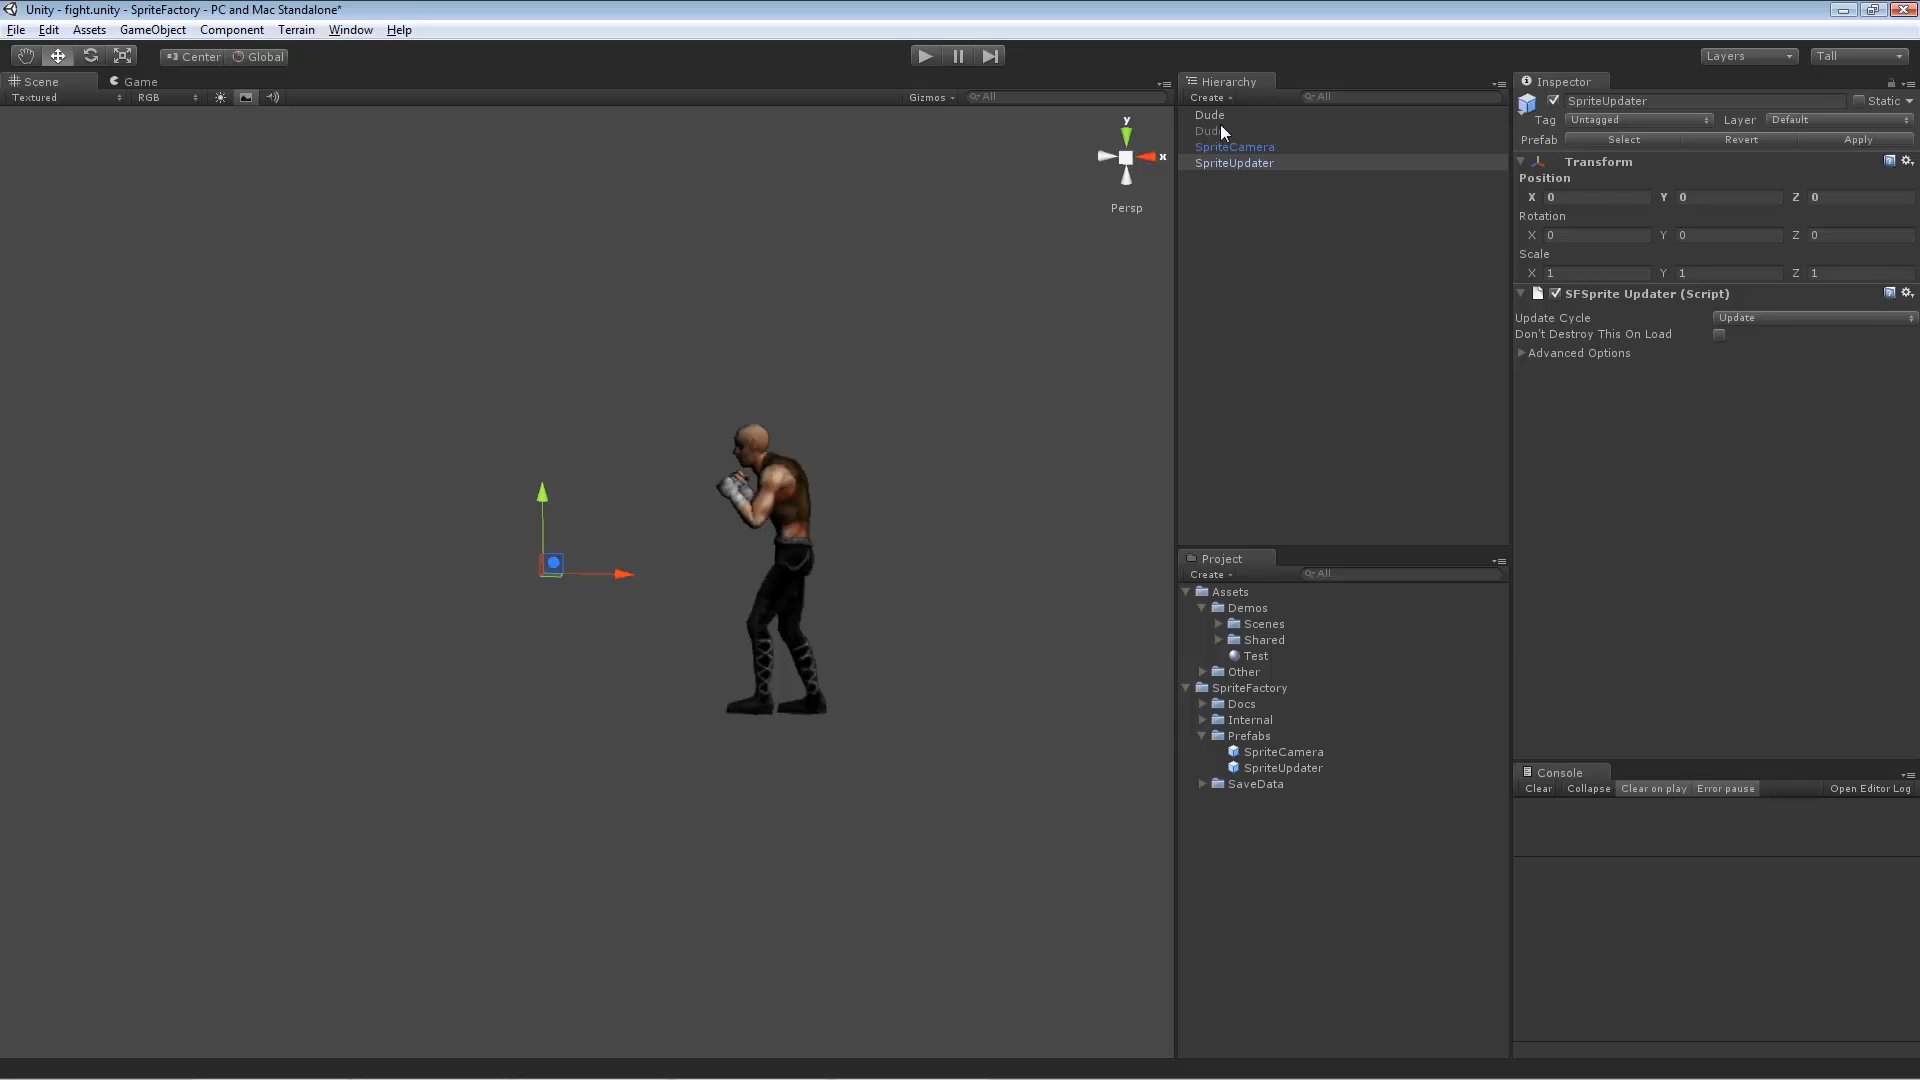 Unity - fight.unity - SpriteFactory - PC and Mac Standalone*
File Edit Assets GameObject Component Terrain Window Help
Center Global Layers Tall
Scene Game
Textured RGB Gizmos All
y
x
Persp
Hierarchy
Create All
Dude
SpriteCamera
SpriteUpdater
Project
Create All
Assets
Demos
Scenes
Shared
Test
Other
SpriteFactory
Docs
Internal
Prefabs
SpriteCamera
SpriteUpdater
SaveData
Inspector
SpriteUpdater Static
Tag Untagged Layer Default
Prefab Select Revert Apply
Transform
Position
X 0 Y 0 Z 0
Rotation
X 0 Y 0 Z 0
Scale
X 1 Y 1 Z 1
SFSprite Updater (Script)
Update Cycle Update
Don't Destroy This On Load
Advanced Options
Console
Clear Collapse Clear on play Error pause Open Editor Log